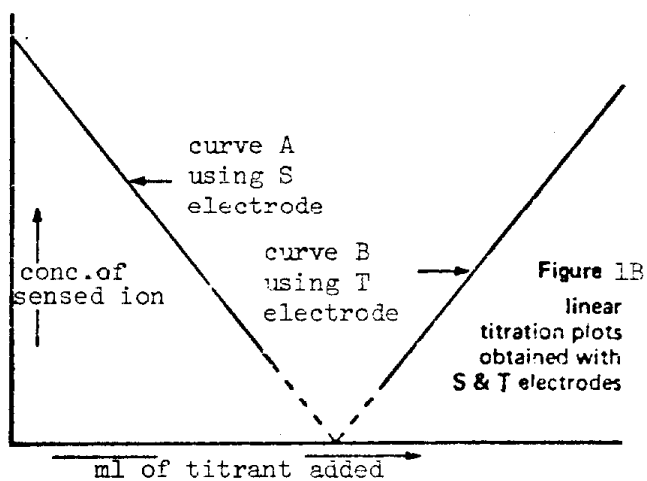 curve A
using S
electrode
conc.of
sensed ion
curve B
using T
electrode
Figure 1B
linear
titration plots
obtained with
S & T electrodes
ml of titrant added